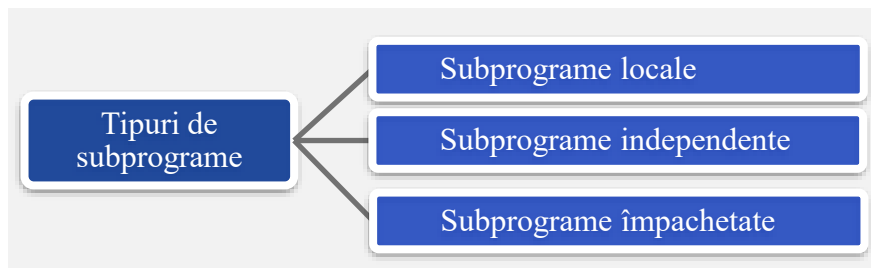 Tipuri de
subprograme
Subprograme locale
Subprograme independente
Subprograme împachetate